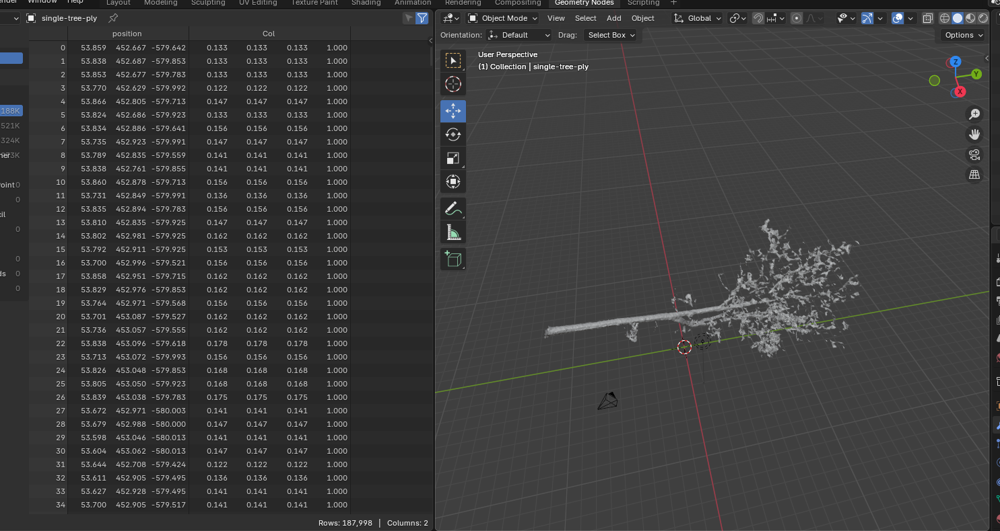 Window Help Layout Modeling Sculpting UV Editing Texture Paint Shading Animation Rendering Compositing Geometry Nodes Scripting +
single-tree-ply
position Col
0 53.859 452.667 -579.642 0.133 0.133 0.133 1.000
1 53.838 452.687 -579.853 0.133 0.133 0.133 1.000
2 53.853 452.677 -579.783 0.133 0.133 0.133 1.000
3 53.770 452.629 -579.992 0.122 0.122 0.122 1.000
4 53.866 452.805 -579.713 0.147 0.147 0.147 1.000
5 53.824 452.686 -579.923 0.133 0.133 0.133 1.000
6 53.834 452.886 -579.641 0.156 0.156 0.156 1.000
7 53.735 452.923 -579.991 0.147 0.147 0.147 1.000
8 53.789 452.835 -579.559 0.141 0.141 0.141 1.000
9 53.838 452.761 -579.855 0.141 0.141 0.141 1.000
10 53.860 452.878 -579.713 0.156 0.156 0.156 1.000
11 53.731 452.849 -579.991 0.136 0.136 0.136 1.000
12 53.835 452.894 -579.783 0.156 0.156 0.156 1.000
13 53.810 452.835 -579.925 0.147 0.147 0.147 1.000
14 53.802 452.981 -579.925 0.162 0.162 0.162 1.000
15 53.792 452.911 -579.925 0.153 0.153 0.153 1.000
16 53.700 452.996 -579.521 0.156 0.156 0.156 1.000
17 53.858 452.951 -579.715 0.162 0.162 0.162 1.000
18 53.829 452.976 -579.853 0.162 0.162 0.162 1.000
19 53.764 452.971 -579.568 0.156 0.156 0.156 1.000
20 53.701 453.087 -579.527 0.162 0.162 0.162 1.000
21 53.736 453.057 -579.555 0.162 0.162 0.162 1.000
22 53.838 453.096 -579.618 0.178 0.178 0.178 1.000
23 53.713 453.072 -579.993 0.156 0.156 0.156 1.000
24 53.826 453.048 -579.853 0.168 0.168 0.168 1.000
25 53.805 453.050 -579.923 0.168 0.168 0.168 1.000
26 53.839 453.038 -579.783 0.175 0.175 0.175 1.000
27 53.672 452.971 -580.003 0.141 0.141 0.141 1.000
28 53.679 452.988 -580.000 0.147 0.147 0.147 1.000
29 53.598 453.046 -580.013 0.141 0.141 0.141 1.000
30 53.604 453.062 -580.013 0.147 0.147 0.147 1.000
31 53.644 452.708 -579.424 0.122 0.122 0.122 1.000
32 53.611 452.905 -579.495 0.136 0.136 0.136 1.000
33 53.627 452.928 -579.495 0.141 0.141 0.141 1.000
34 53.700 452.905 -579.517 0.141 0.141 0.141 1.000
Rows: 187,998 | Columns: 2
188K
521K
324K
oint 0
0
cil
0
0
ds 0
0
Object Mode View Select Add Object Global
Orientation: Default Drag: Select Box Options
User Perspective
(1) Collection | single-tree-ply
Z
Y
X